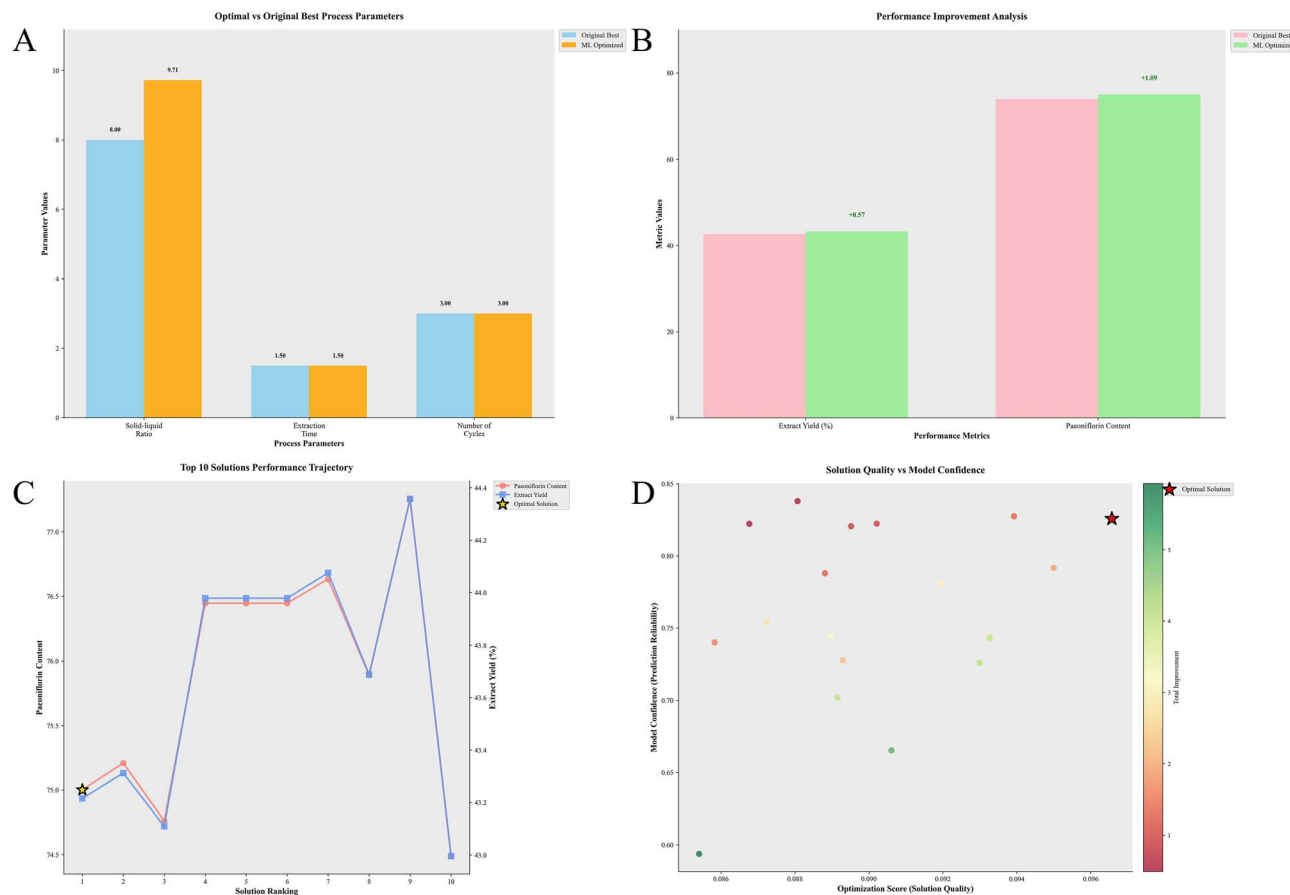 A
Optimal vs Original Best Process Parameters
Original Best
ML Optimized
Parameter Values
10
8
6
4
2
0
8.00
9.71
1.50
1.50
3.00
3.00
Solid-liquid
Ratio
Extraction
Time
Number of
Cycles
Process Parameters
B
Performance Improvement Analysis
Original Best
ML Optimized
Metric Values
80
60
40
20
0
+0.57
+1.09
Extract Yield (%)
Paeoniflorin Content
Performance Metrics
C
Top 10 Solutions Performance Trajectory
Paeoniflorin Content
Extract Yield
Optimal Solution
Paeoniflorin Content
77.0
76.5
76.0
75.5
75.0
74.5
44.4
44.2
44.0
43.8
43.6
43.4
43.2
43.0
Extract Yield (%)
1 2 3 4 5 6 7 8 9 10
Solution Ranking
D
Solution Quality vs Model Confidence
Optimal Solution
Model Confidence (Prediction Reliability)
0.85
0.80
0.75
0.70
0.65
0.60
0.086 0.088 0.090 0.092 0.094 0.096
Optimization Score (Solution Quality)
5
4
3
2
1
Total Improvement